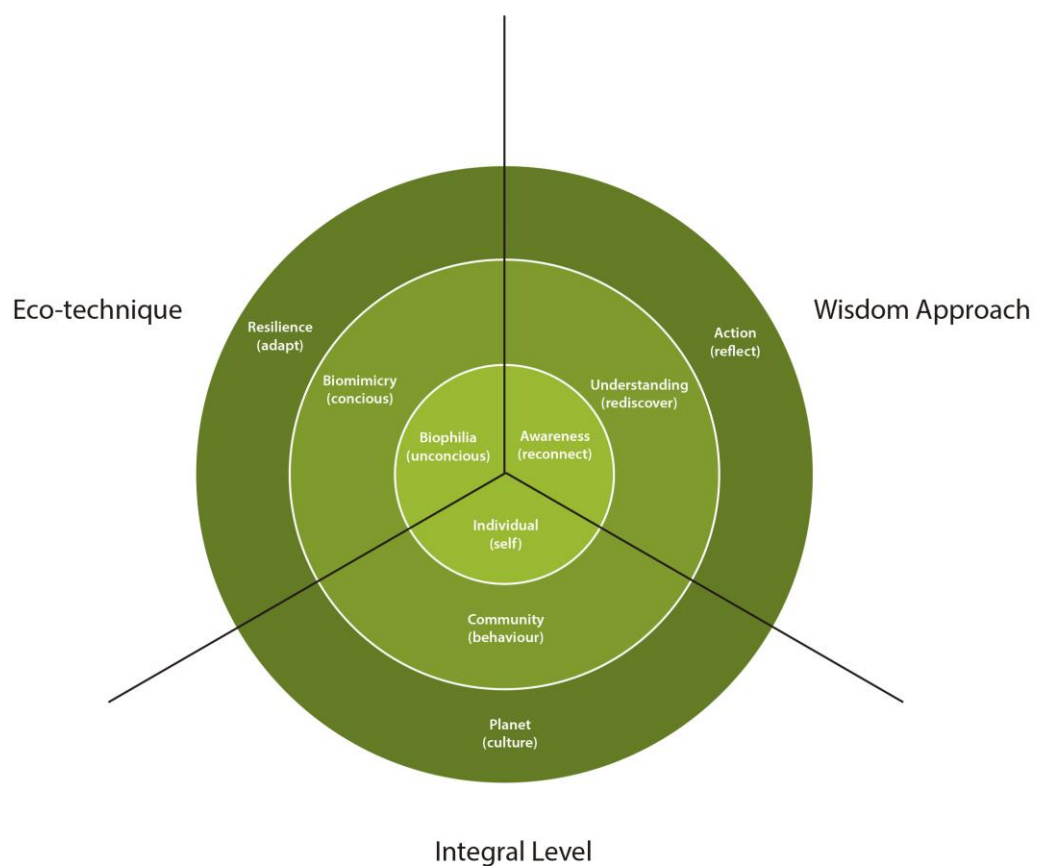 Eco-technique
Wisdom Approach
Resilience
(adapt)
Action
(reflect)
Biomimicry
(concious)
Understanding
(rediscover)
Biophilia
(unconcious)
Awareness
(reconnect)
Individual
(self)
Community
(behaviour)
Planet
(culture)
Integral Level